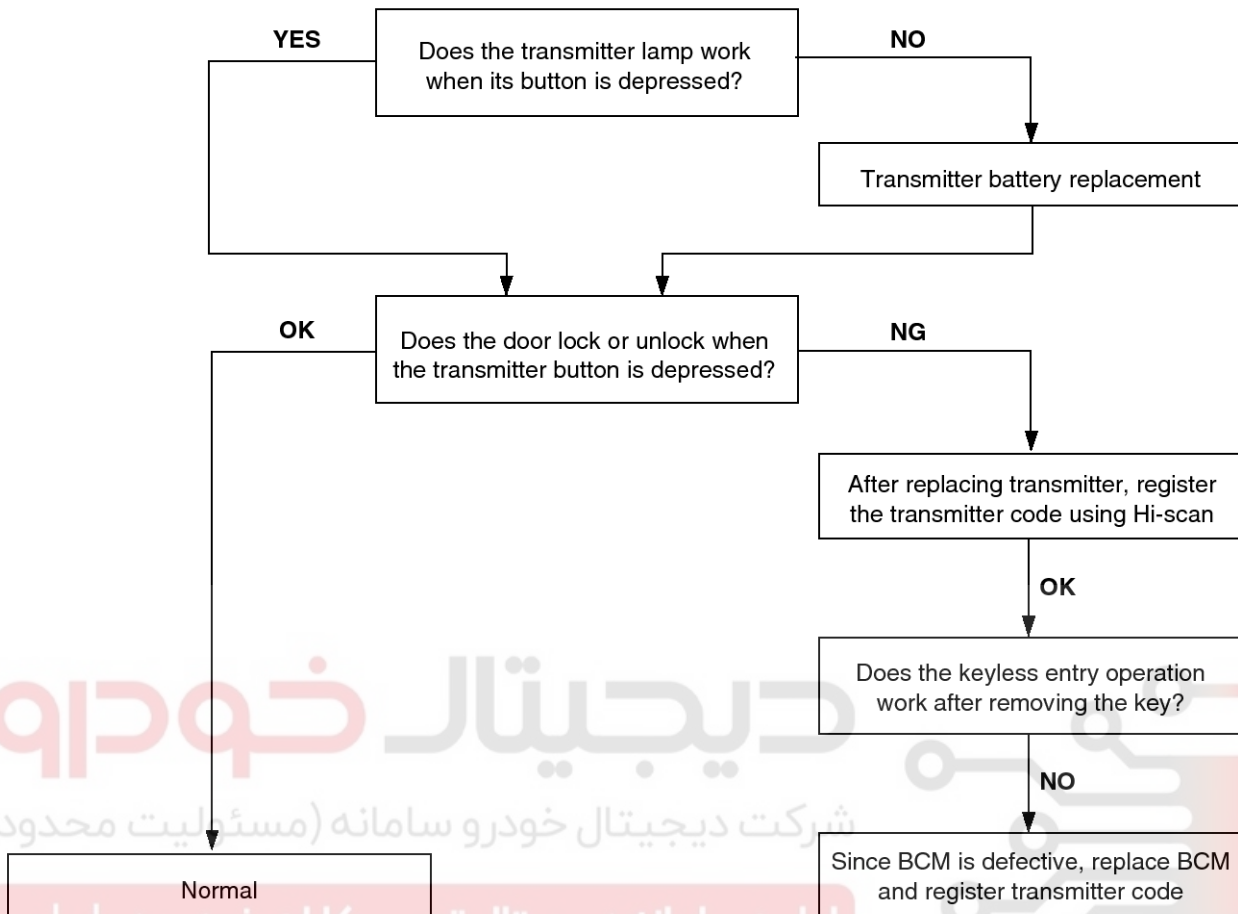 YES
Does the transmitter lamp work
when its button is depressed?
NO
Transmitter battery replacement
OK
Does the door lock or unlock when
the transmitter button is depressed?
NG
After replacing transmitter, register
the transmitter code using Hi-scan
OK
Does the keyless entry operation
work after removing the key?
NO
دیجیتال خودرو
شرکت دیجیتال خودرو سامانه (مسئولیت محدود
Normal
Since BCM is defective, replace BCM
and register transmitter code